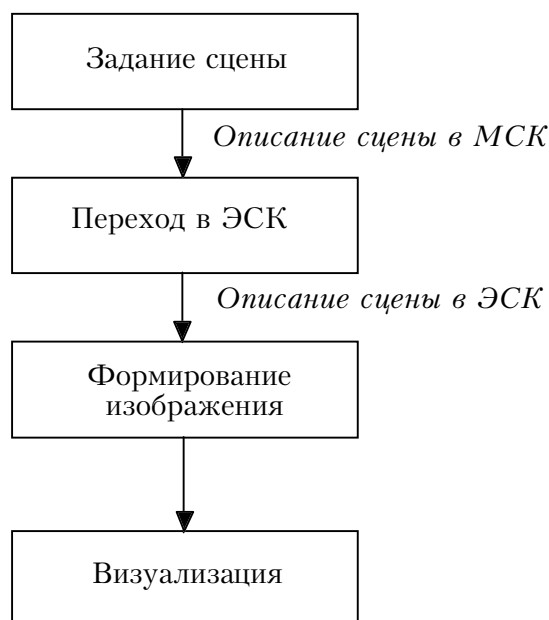 Задание сцены
Описание сцены в МСК
Переход в ЭСК
Описание сцены в ЭСК
Формирование
изображения
Визуализация